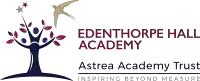 EDENTHORPE HALL
ACADEMY
Astrea Academy Trust
INSPIRING BEYOND MEASURE